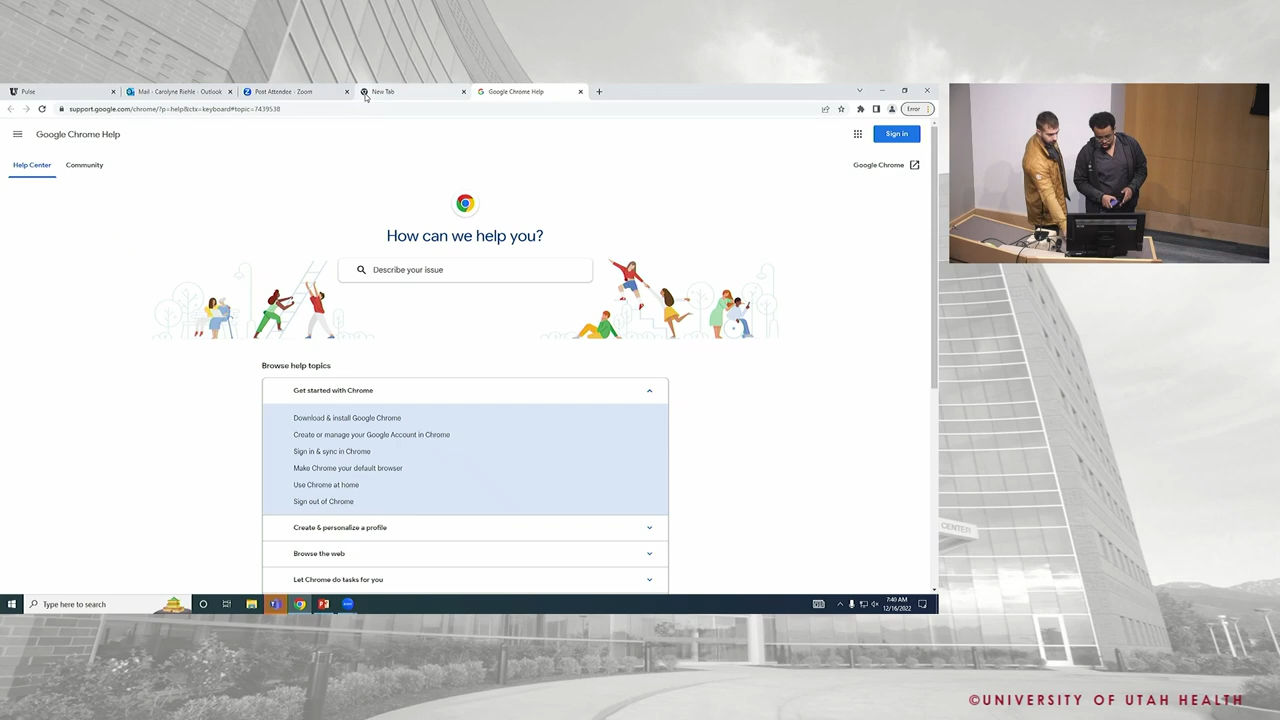 Pulse
Mail - Carolyne Riehle - Outlook
Post Attendee - Zoom
New Tab
Google Chrome Help
support.google.com/chrome/?p=help&ctx=keyboard#topic=7439538
Error
Google Chrome Help
Sign in
Help Center
Community
Google Chrome
How can we help you?
Describe your issue
Browse help topics
Get started with Chrome
Download & install Google Chrome
Create or manage your Google Account in Chrome
Sign in & sync in Chrome
Make Chrome your default browser
Use Chrome at home
Sign out of Chrome
Create & personalize a profile
Browse the web
Let Chrome do tasks for you
CENTER
Type here to search
7:40 AM
12/16/2022
©UNIVERSITY OF UTAH HEALTH